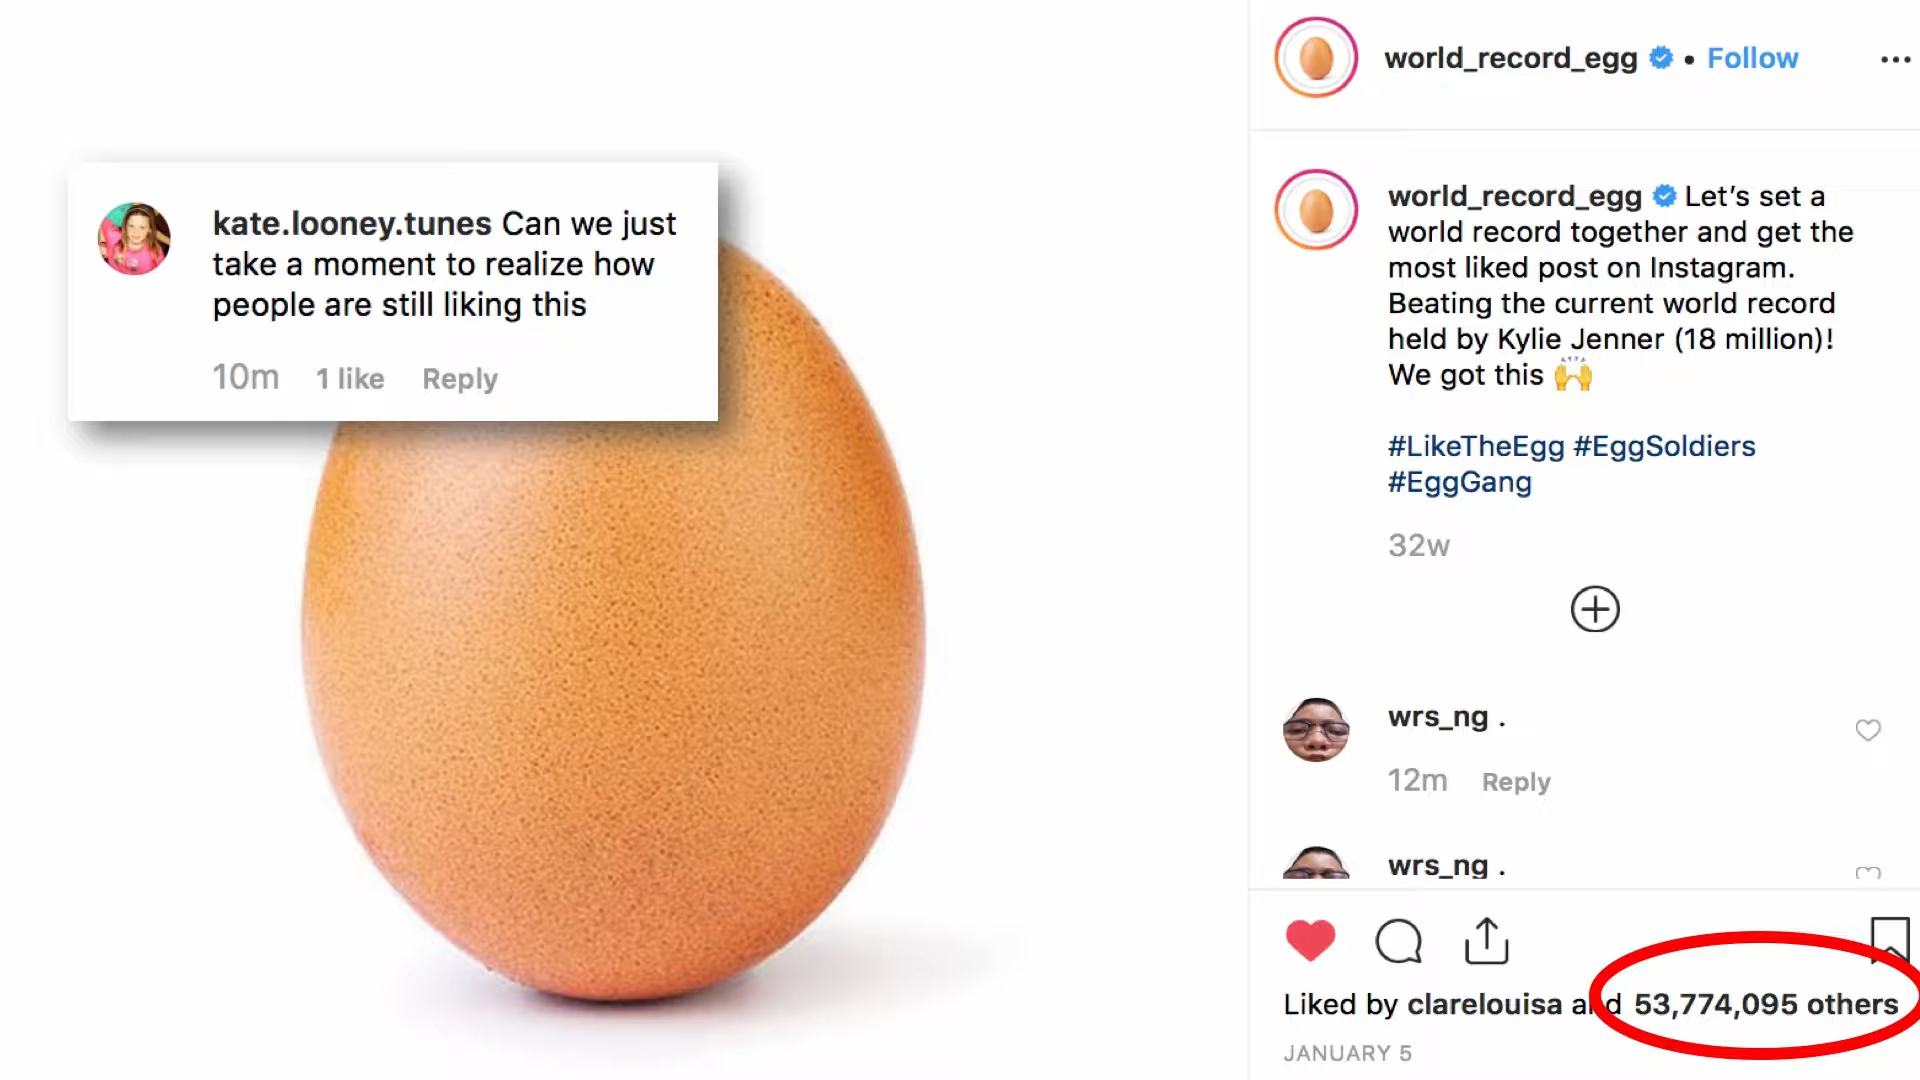 kate.looney.tunes Can we just
take a moment to realize how
people are still liking this
10m 1 like Reply
world_record_egg • Follow
world_record_egg Let’s set a
world record together and get the
most liked post on Instagram.
Beating the current world record
held by Kylie Jenner (18 million)!
We got this 🙌
#LikeTheEgg #EggSoldiers
#EggGang
32w
wrs_ng .
12m Reply
wrs_ng .
Liked by clarelouisa and 53,774,095 others
JANUARY 5